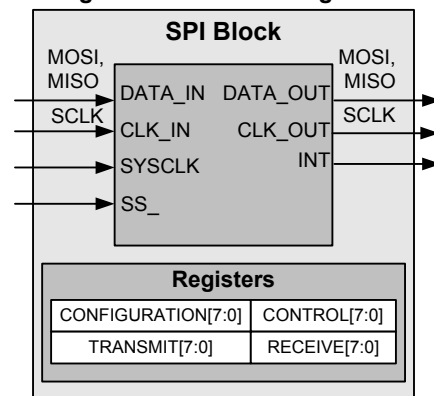 SPI Block
MOSI,
MISO
MOSI,
MISO
DATA_IN DATA_OUT
SCLK
SCLK
CLK_IN CLK_OUT
SYSCLK INT
SS_
Registers
CONFIGURATION[7:0] CONTROL[7:0]
TRANSMIT[7:0] RECEIVE[7:0]